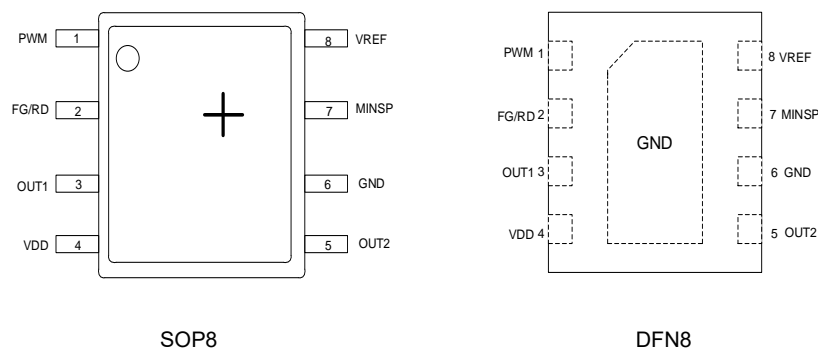 PWM 1 8 VREF
FG/RD 2 7 MINSP
OUT1 3 6 GND
VDD 4 5 OUT2
SOP8
PWM 1 8 VREF
FG/RD 2 7 MINSP
GND
OUT1 3 6 GND
VDD 4 5 OUT2
DFN8